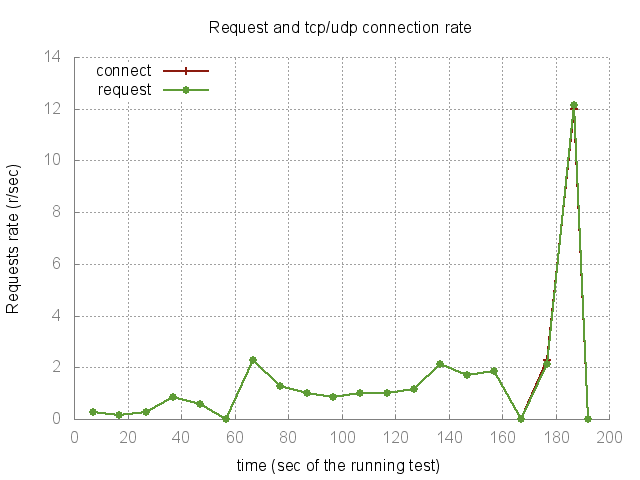 Request and tcp/udp connection rate
14
12
10
8
6
4
2
0
connect
request
Requests rate (r/sec)
0 20 40 60 80 100 120 140 160 180 200
time (sec of the running test)